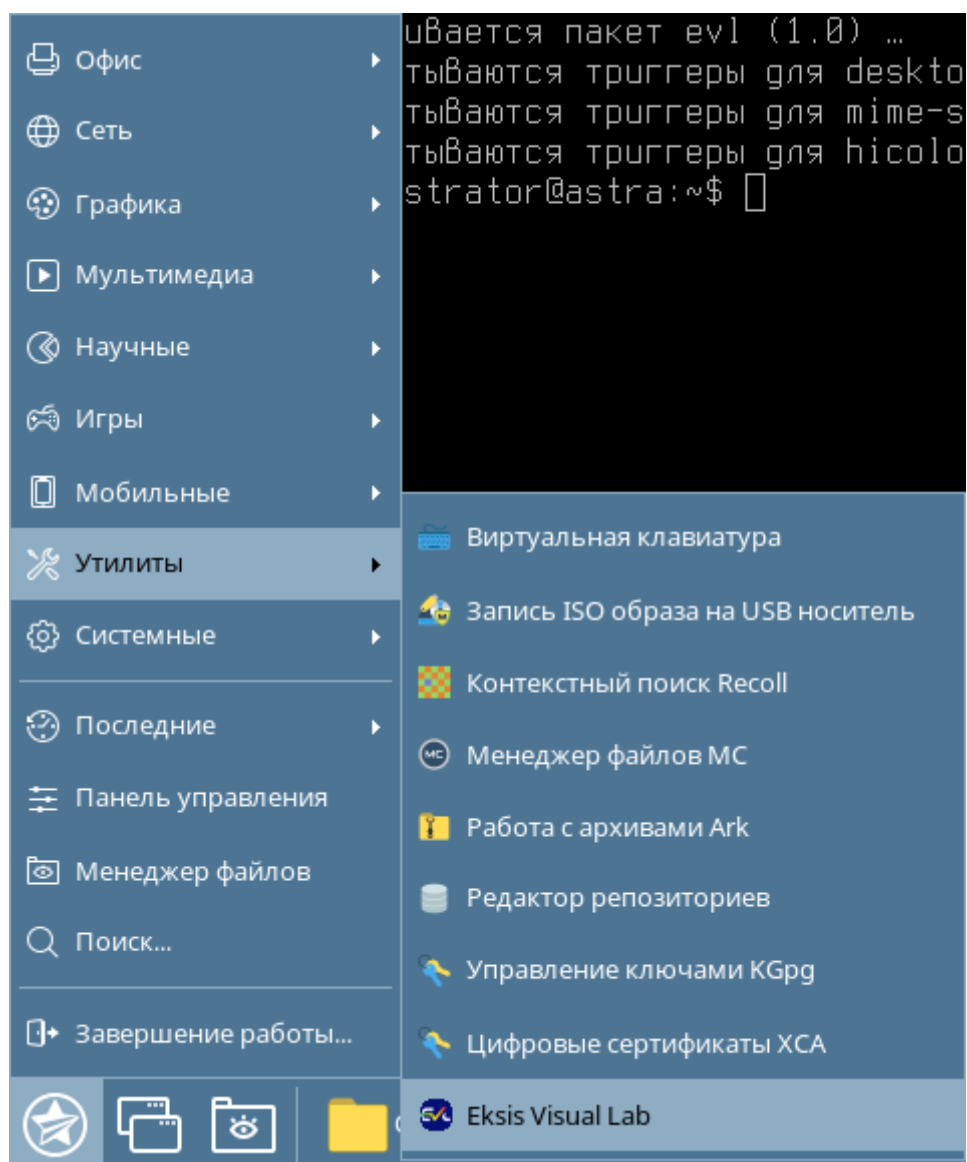 ивается пакет evl (1.0) …
тываются триггеры для deskto
тываются триггеры для mime-s
тываются триггеры для hicolo
strator@astra:~$
Офис
Сеть
Графика
Мультимедиа
Научные
Игры
Мобильные
Утилиты
Системные
Последние
Панель управления
Менеджер файлов
Поиск...
Завершение работы...
Виртуальная клавиатура
Запись ISO образа на USB носитель
Контекстный поиск Recoll
MC Менеджер файлов MC
Работа с архивами Ark
Редактор репозиториев
Управление ключами KGpg
Цифровые сертификаты XCA
Eksis Visual Lab